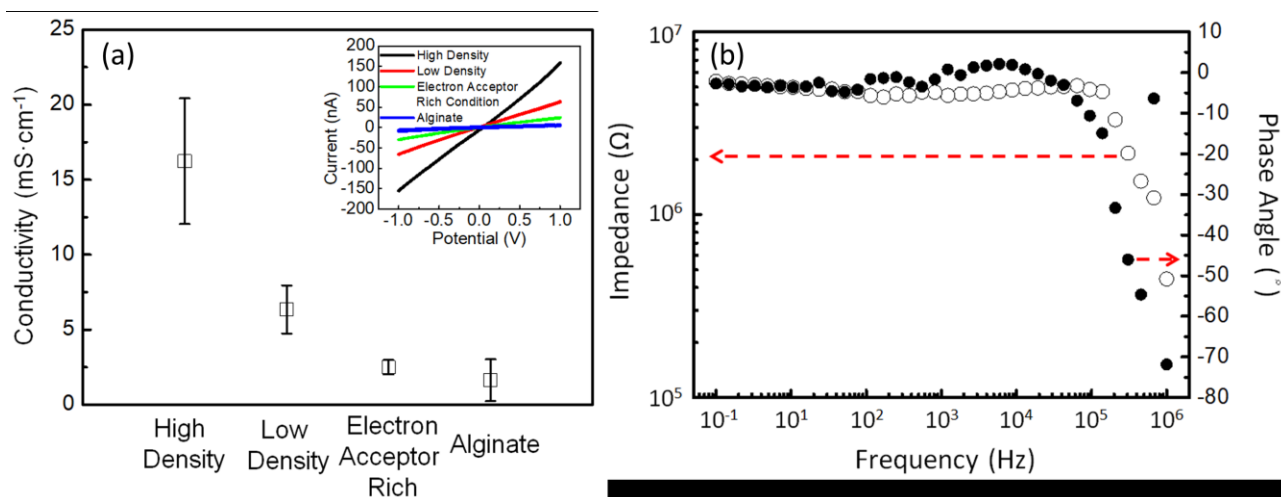 (a)
Conductivity (mS·cm⁻¹)
25
20
15
10
5
0
High
Density
Low
Density
Electron
Acceptor
Rich
Alginate
Current (nA)
200
150
100
50
0
-50
-100
-150
-200
High Density
Low Density
Electron Acceptor
Rich Condition
Alginate
-1.0 -0.5 0.0 0.5 1.0
Potential (V)
(b)
Impedance (Ω)
10⁷
10⁶
10⁵
10⁻¹ 10¹ 10² 10³ 10⁴ 10⁵ 10⁶
Frequency (Hz)
10
0
-10
-20
-30
-40
-50
-60
-70
-80
Phase Angle (°)